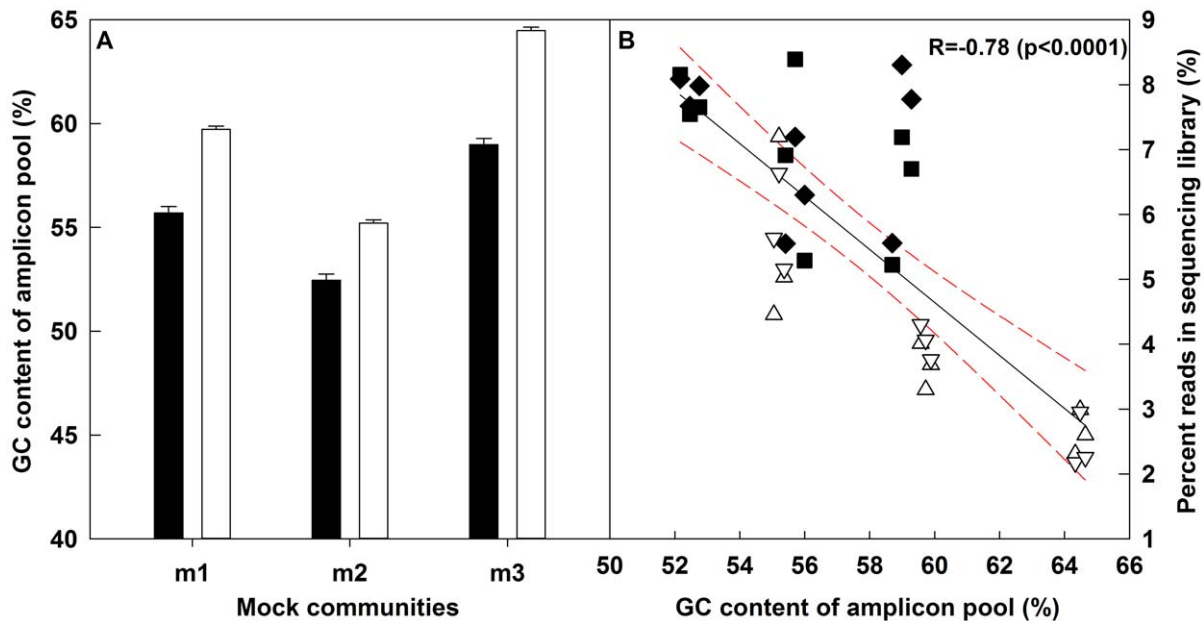 A
GC content of amplicon pool (%)
65
60
55
50
45
40
m1
m2
m3
Mock communities
B
R=-0.78 (p<0.0001)
9
8
7
6
5
4
3
2
1
Percent reads in sequencing library (%)
50
52
54
56
58
60
62
64
66
GC content of amplicon pool (%)